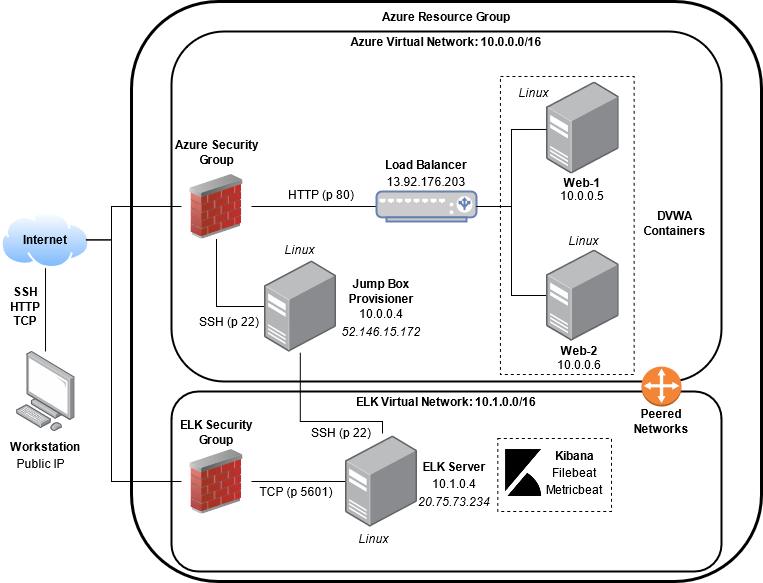 Azure Resource Group
Azure Virtual Network: 10.0.0.0/16
Linux
Azure Security
Group
Load Balancer
13.92.176.203
HTTP (p 80)
Web-1
10.0.0.5
DVWA
Containers
Internet
Linux
Linux
Jump Box
Provisioner
10.0.0.4
52.146.15.172
SSH (p 22)
SSH
HTTP
TCP
Web-2
10.0.0.6
Peered
Networks
ELK Virtual Network: 10.1.0.0/16
ELK Security
Group
SSH (p 22)
Workstation
Public IP
ELK Server
10.1.0.4
20.75.73.234
TCP (p 5601)
Kibana
Filebeat
Metricbeat
Linux